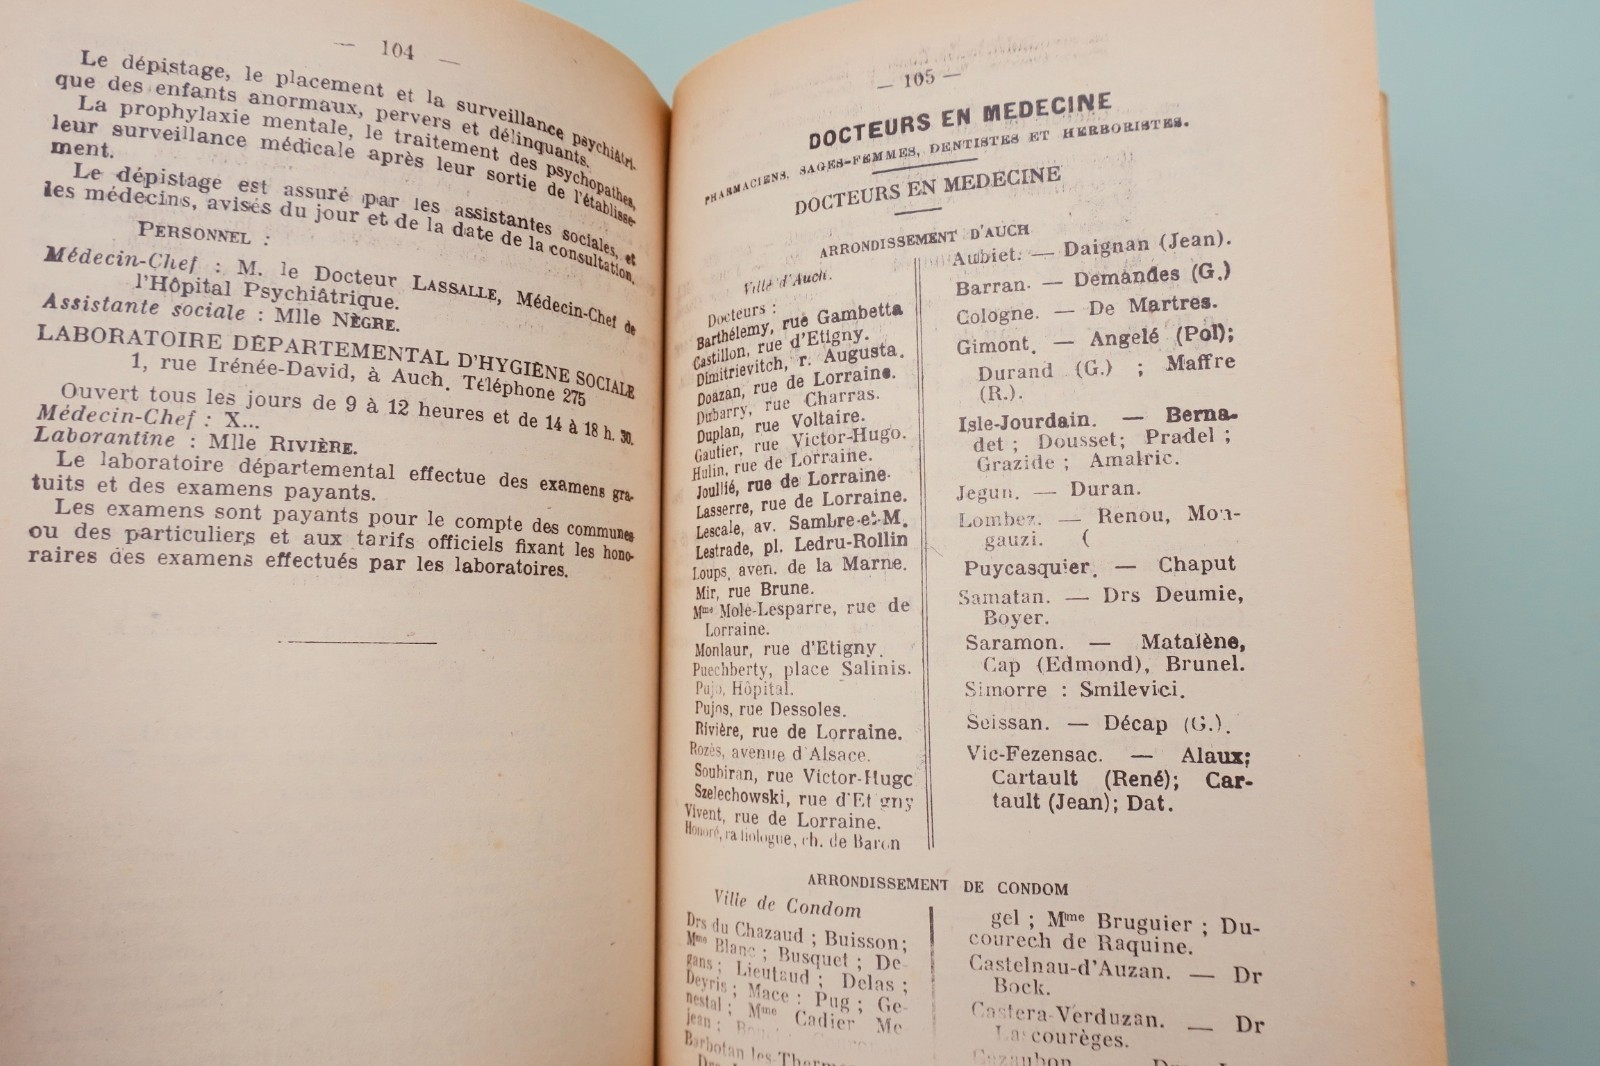 — 104 —
Le dépistage, le placement et la surveillance psychiâtri-
que des enfants anormaux, pervers et délinquants.
La prophylaxie mentale, le traitement des psychopathes,
leur surveillance médicale après leur sortie de l'établisse-
ment.
Le dépistage est assuré par les assistantes sociales, et
les médecins, avisés du jour et de la date de la consultation.
PERSONNEL :
Médecin-Chef : M. le Docteur LASSALLE, Médecin-Chef de
l'Hôpital Psychiâtrique.
Assistante sociale : Mlle NÈGRE.
LABORATOIRE DÉPARTEMENTAL D'HYGIÈNE SOCIALE
1, rue Irénée-David, à Auch. Téléphone 275
Ouvert tous les jours de 9 à 12 heures et de 14 à 18 h. 30.
Médecin-Chef : X...
Laborantine : Mlle RIVIÈRE.
Le laboratoire départemental effectue des examens gra-
tuits et des examens payants.
Les examens sont payants pour le compte des communes
ou des particuliers et aux tarifs officiels fixant les hono-
raires des examens effectués par les laboratoires.
— 105 —
DOCTEURS EN MEDECINE
PHARMACIENS, SAGES-FEMMES, DENTISTES ET HERBORISTES.
DOCTEURS EN MEDECINE
ARRONDISSEMENT D'AUCH
Ville d'Auch.
Docteurs :
Barthélemy, rue Gambetta
Castillon, rue d'Etigny.
Dimitrievitch, r. Augusta.
Doazan, rue de Lorraine.
Dubarry, rue Charras.
Duplan, rue Voltaire.
Gautier, rue Victor-Hugo.
Hulin, rue de Lorraine.
Joullié, rue de Lorraine.
Lasserre, rue de Lorraine.
Lescale, av. Sambre-et-M.
Lestrade, pl. Ledru-Rollin
Loups, aven. de la Marne.
Mir, rue Brune.
Mme Mole-Lesparre, rue de
Lorraine.
Monlaur, rue d'Etigny.
Puechberty, place Salinis.
Pujo, Hôpital.
Pujos, rue Dessoles.
Rivière, rue de Lorraine.
Rozès, avenue d'Alsace.
Soubiran, rue Victor-Hugo
Szelechowski, rue d'Etigny
Vivent, rue de Lorraine.
Honoré, radiologue, ch. de Baron
Aubiet. — Daignan (Jean).
Barran. — Demandes (G.)
Cologne. — De Martres.
Gimont. — Angelé (Pol);
Durand (G.) ; Maffre
(R.).
Isle-Jourdain. — Berna-
det ; Dousset; Pradel ;
Grazide ; Amalric.
Jegun. — Duran.
Lombez. — Renou, Mon-
gauzi. (
Puycasquier. — Chaput
Samatan. — Drs Deumie,
Boyer.
Saramon. — Matalène,
Cap (Edmond), Brunel.
Simorre : Smilevici.
Seissan. — Décap (G.).
Vic-Fezensac. — Alaux;
Cartault (René); Car-
tault (Jean); Dat.
ARRONDISSEMENT DE CONDOM
Ville de Condom
Drs du Chazaud ; Buisson;
Mme Blanc ; Busquet ; De-
gans ; Lieutaud ; Delas ;
Deyris ; Mace : Pug ; Ge-
nestal ; Mme Cadier Me
jean ;
Barbotan les
gel ; Mme Bruguier ; Du-
courech de Raquine.
Castelnau-d'Auzan. — Dr
Bock.
Castera-Verduzan. — Dr
Lacourèges.
Cazaubon